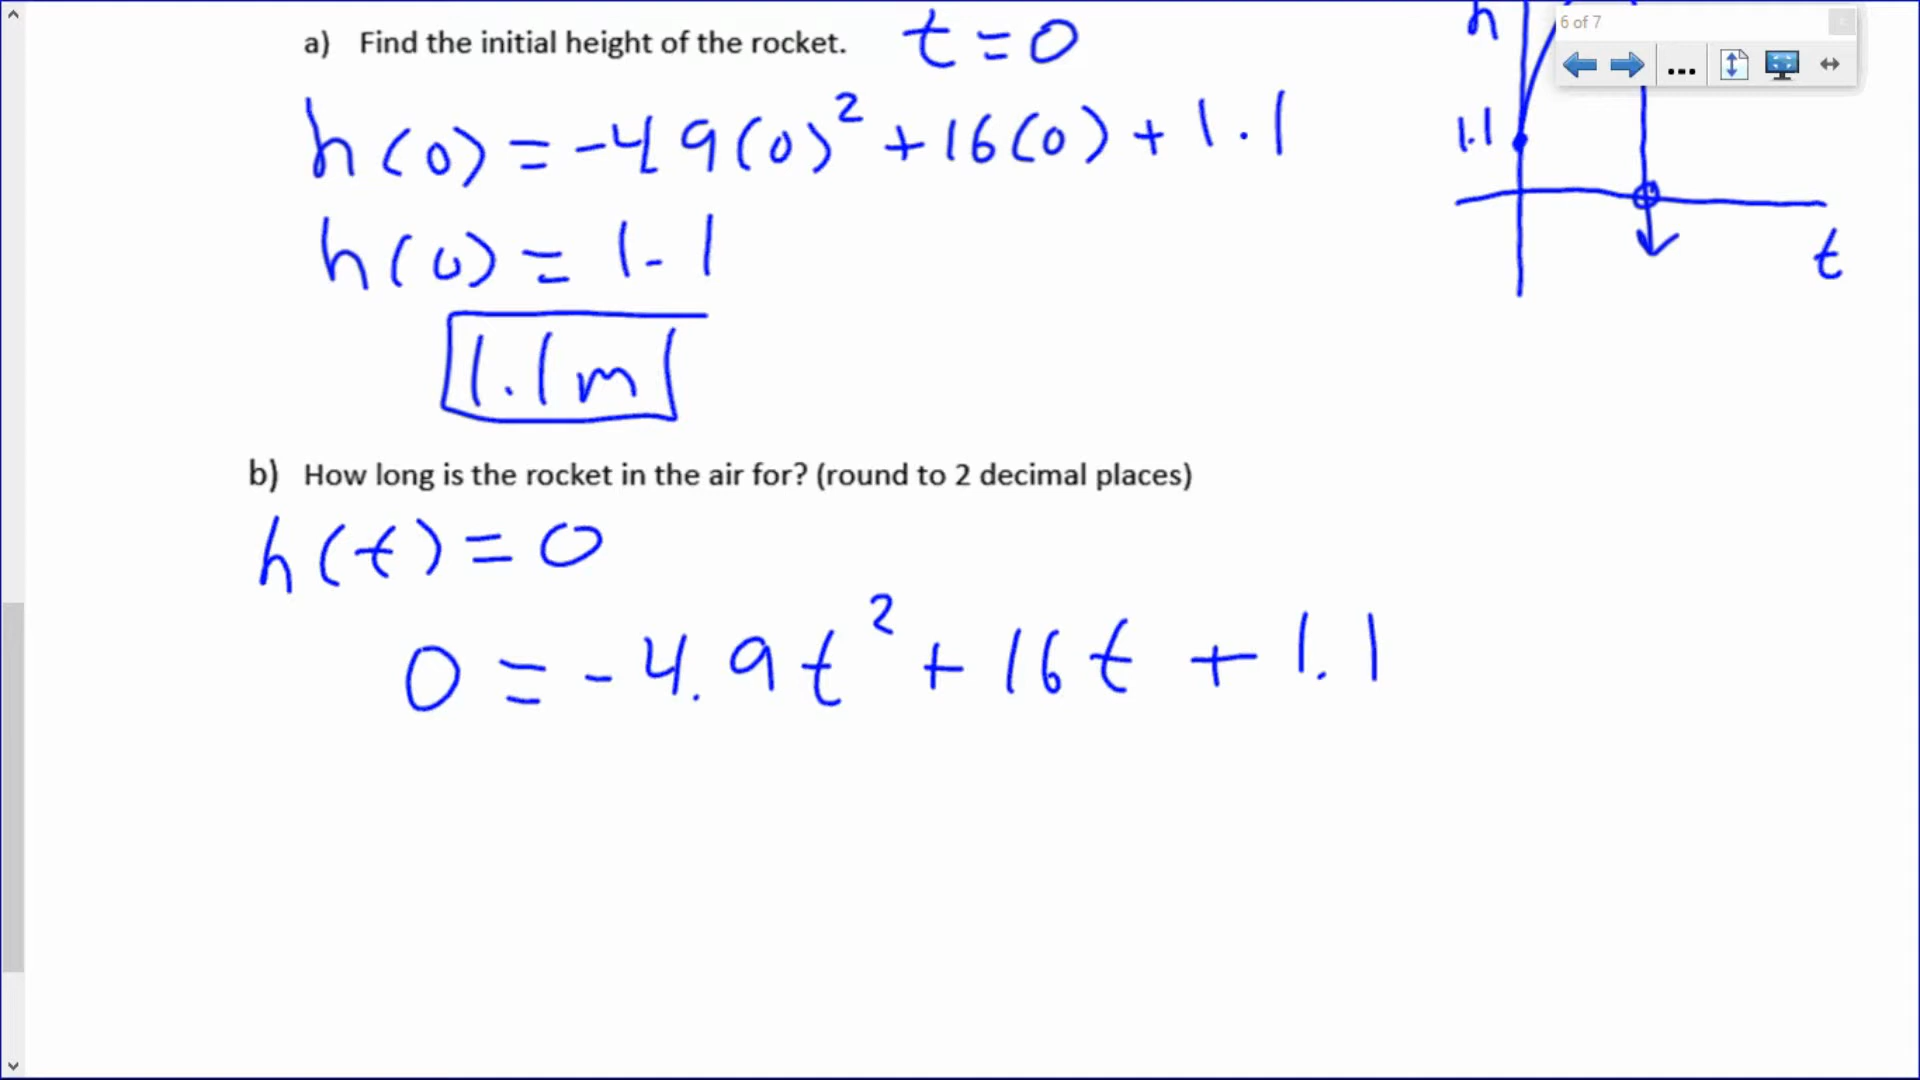 a) Find the initial height of the rocket. t = 0
h(0) = -4.9(0)² + 16(0) + 1.1
h(0) = 1.1
1.1 m
b) How long is the rocket in the air for? (round to 2 decimal places)
h(t) = 0
0 = -4.9t² + 16t + 1.1
h
1.1
t
6 of 7
...